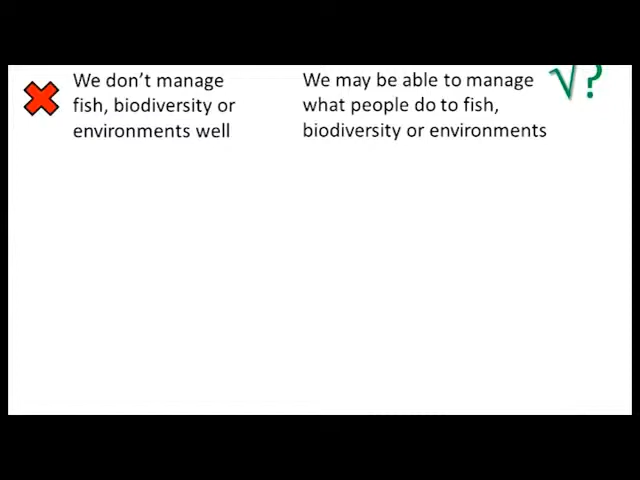 We don't manage
fish, biodiversity or
environments well
We may be able to manage
what people do to fish,
biodiversity or environments
√?